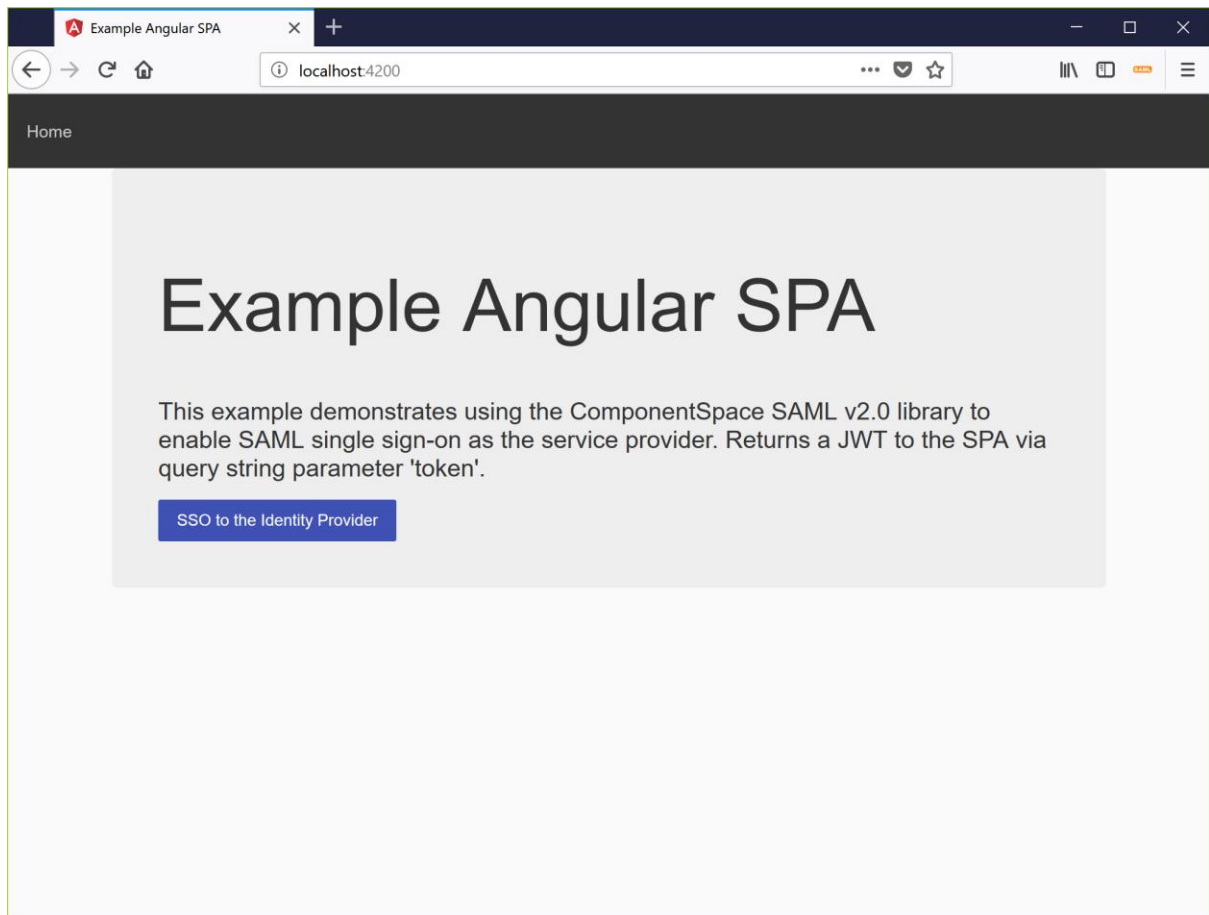 Example Angular SPA
localhost:4200
Home
Example Angular SPA
This example demonstrates using the ComponentSpace SAML v2.0 library to
enable SAML single sign-on as the service provider. Returns a JWT to the SPA via
query string parameter 'token'.
SSO to the Identity Provider